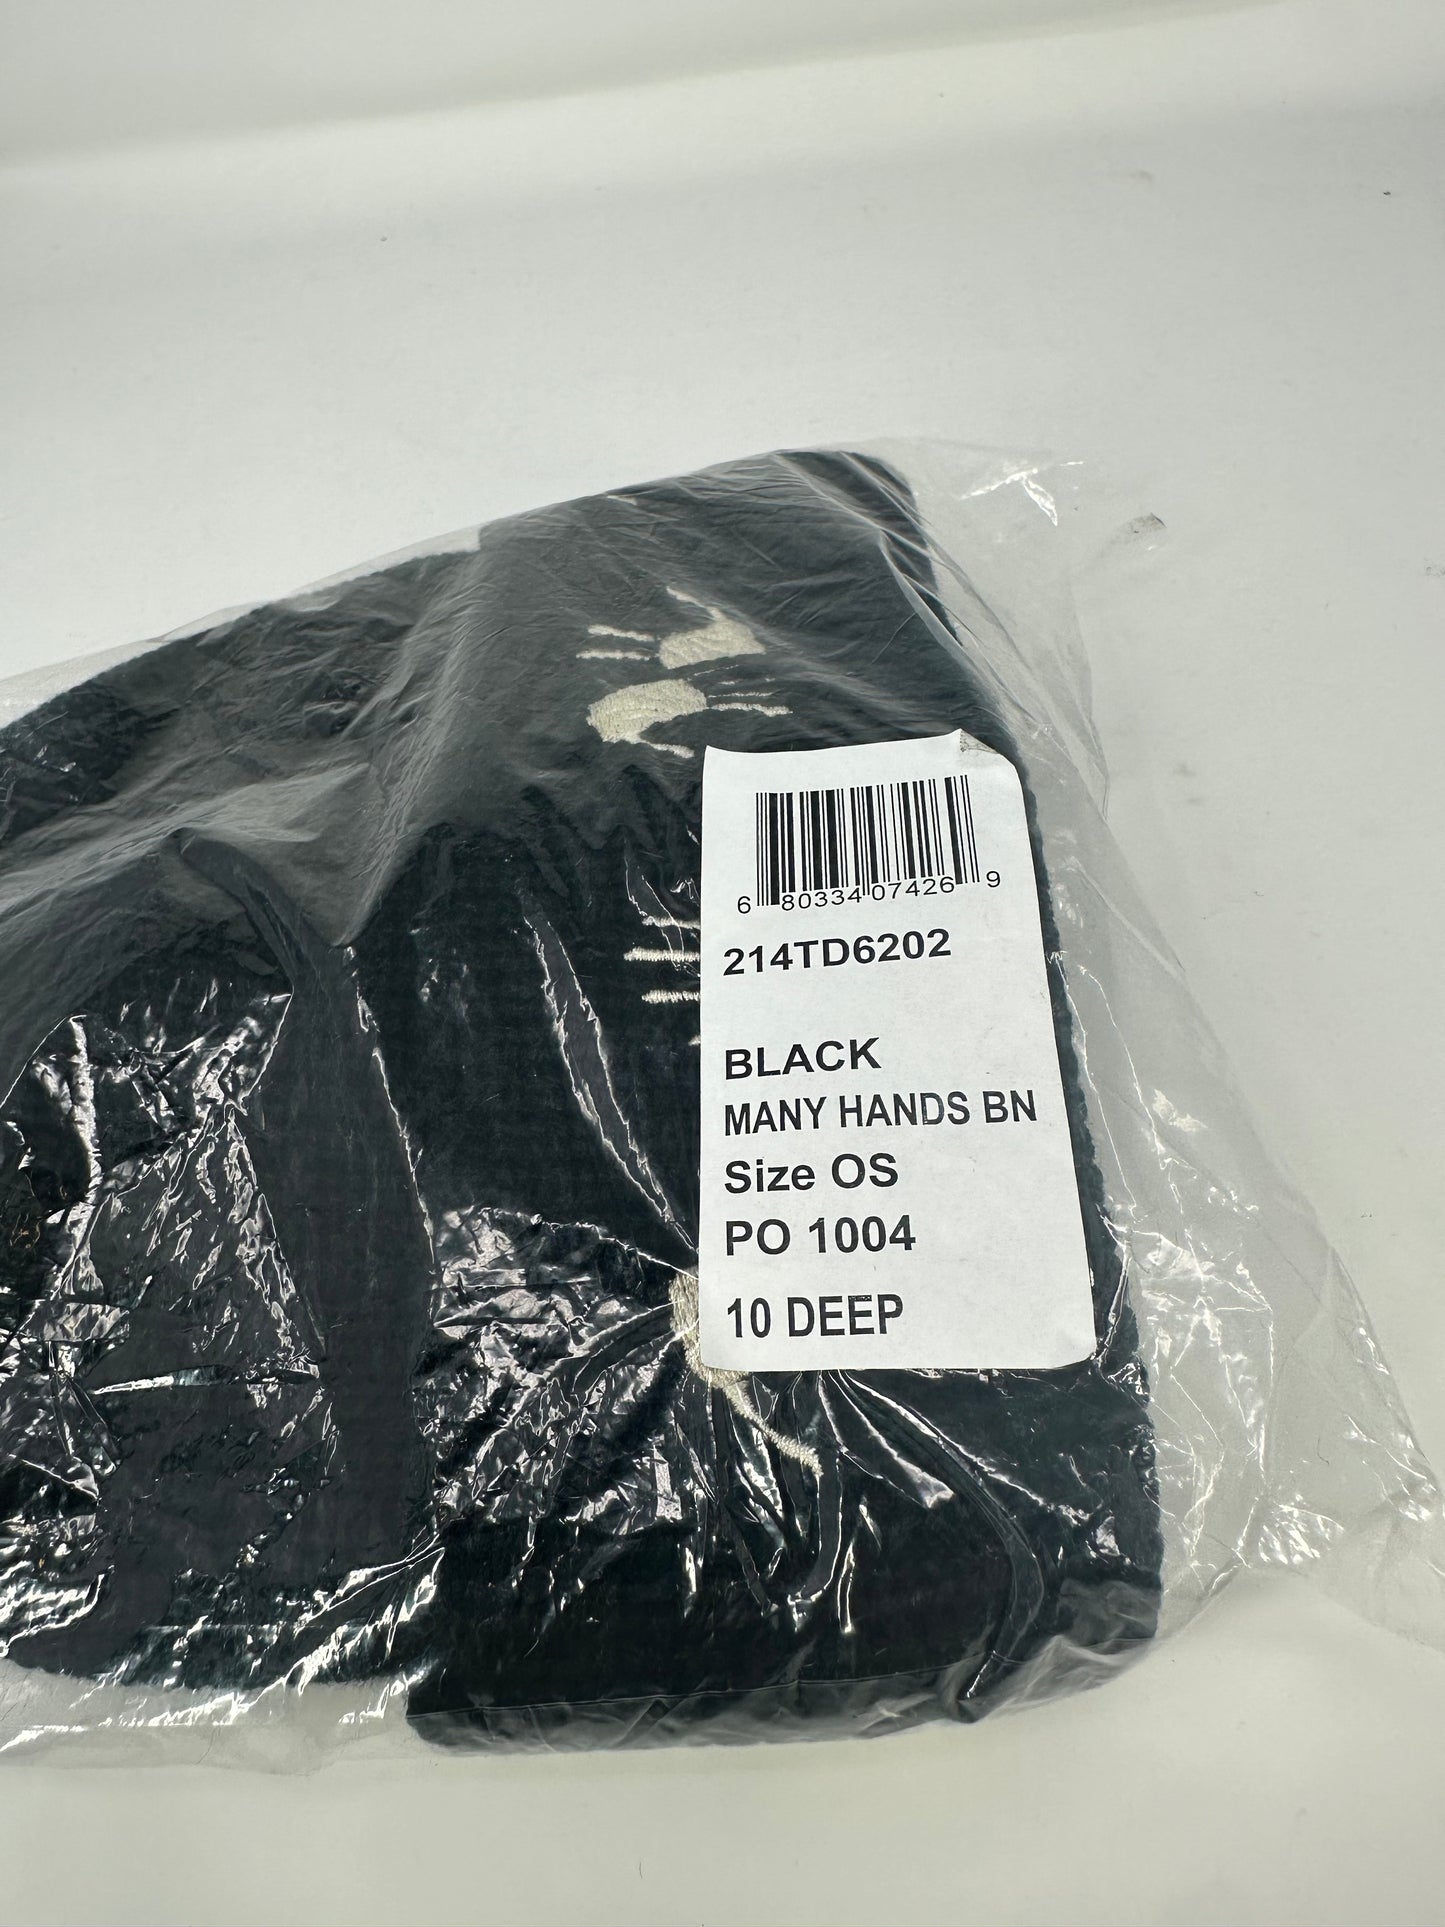 6 80334 07426 9
214TD6202
BLACK
MANY HANDS BN
Size OS
PO 1004
10 DEEP